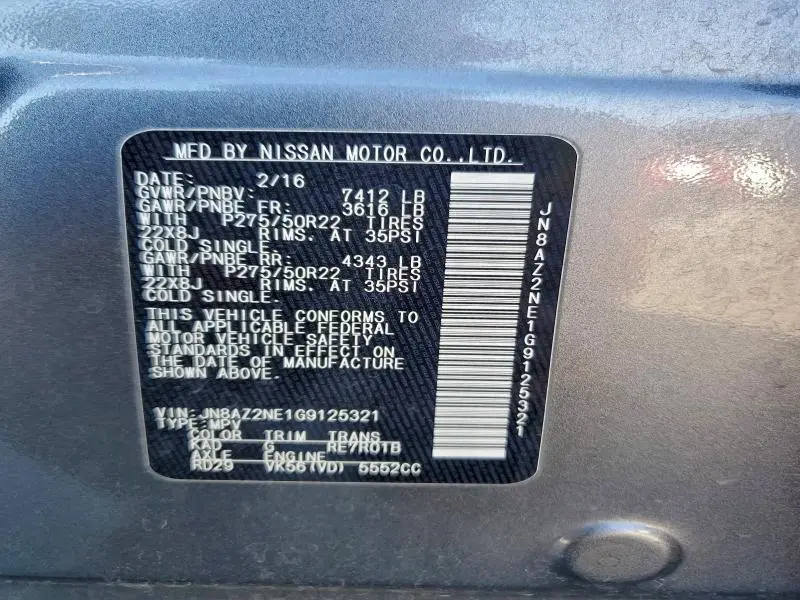 MFD BY NISSAN MOTOR CO.,LTD.
DATE: 2/16
GVWR/PNBV: 7412 LB
GAWR/PNBE FR: 3616 LB
WITH P275/50R22 TIRES
22X8J RIMS. AT 35PSI
COLD SINGLE.
GAWR/PNBE RR: 4343 LB
WITH P275/50R22 TIRES
22X8J RIMS. AT 35PSI
COLD SINGLE.
THIS VEHICLE CONFORMS TO
ALL APPLICABLE FEDERAL
MOTOR VEHICLE SAFETY
STANDARDS IN EFFECT ON
THE DATE OF MANUFACTURE
SHOWN ABOVE.
VIN: JN8AZ2NE1G9125321
TYPE: MPV
COLOR TRIM TRANS
KAD G RE7R01B
AXLE ENGINE
RD29 VK56(VD) 5552CC
JN8AZ2NE1G9125321